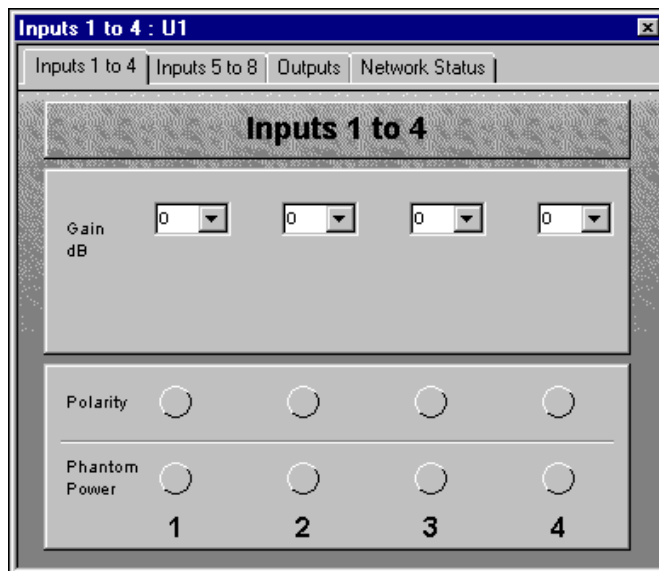 Inputs 1 to 4 : U1
Inputs 1 to 4 Inputs 5 to 8 Outputs Network Status
Inputs 1 to 4
Gain
dB
0 0 0 0
Polarity
Phantom
Power
1 2 3 4